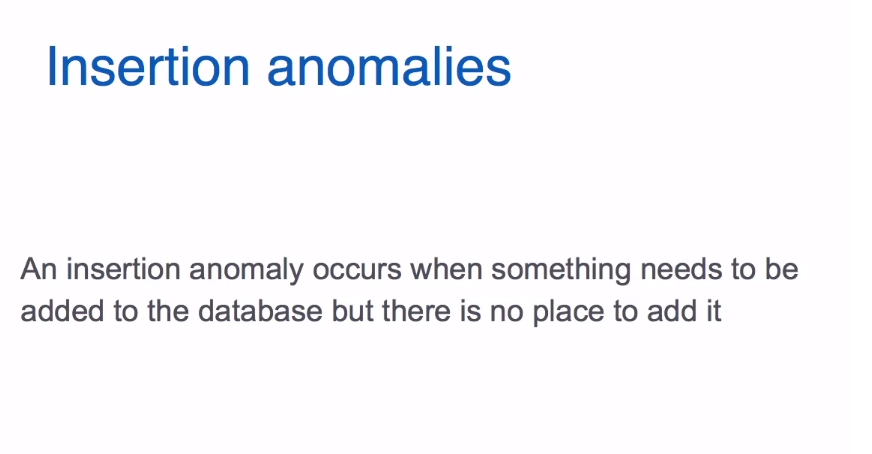 Insertion anomalies
An insertion anomaly occurs when something needs to be
added to the database but there is no place to add it